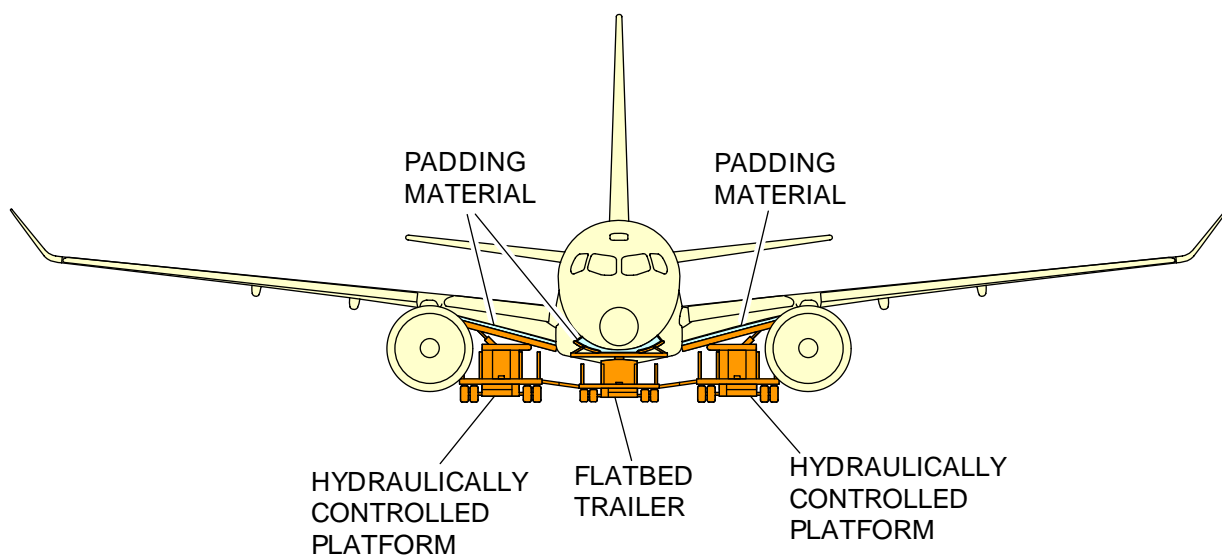 PADDING
MATERIAL
PADDING
MATERIAL
HYDRAULICALLY
CONTROLLED
PLATFORM
FLATBED
TRAILER
HYDRAULICALLY
CONTROLLED
PLATFORM